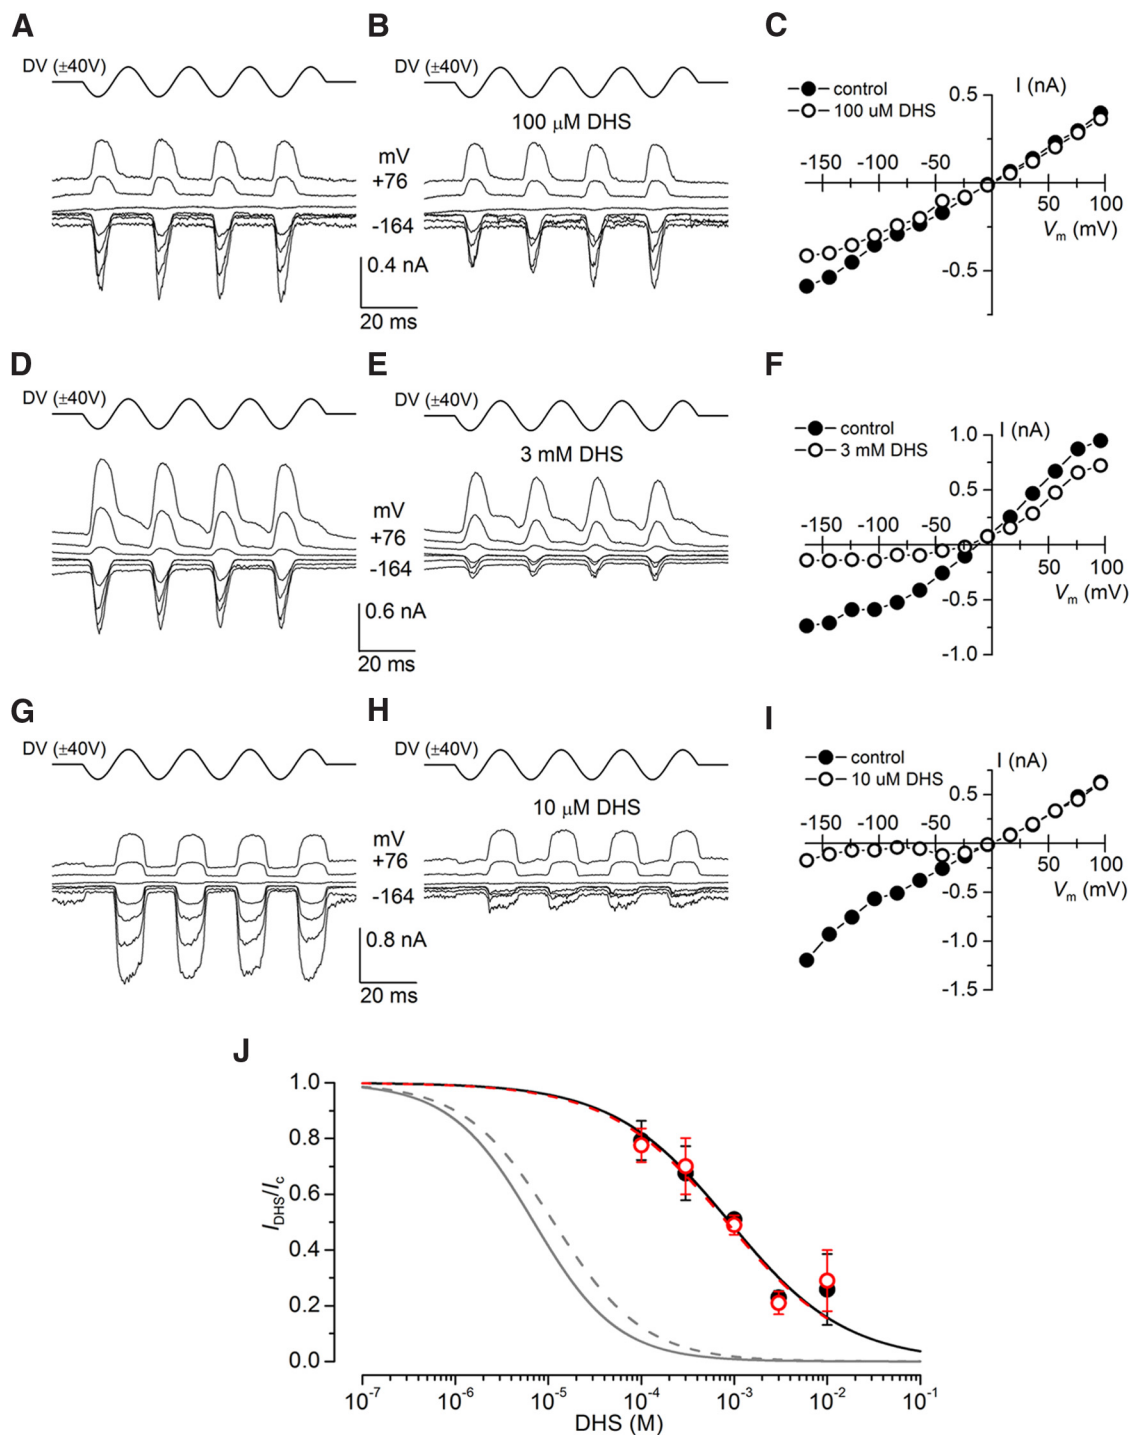 A
B
C
DV (±40V)
DV (±40V)
100 μM DHS
mV
+76
-164
0.4 nA
20 ms
control
100 uM DHS
I (nA)
0.5
-150 -100 -50
50 100
Vm (mV)
-0.5
D
E
F
DV (±40V)
DV (±40V)
3 mM DHS
mV
+76
-164
0.6 nA
20 ms
control
3 mM DHS
I (nA)
1.0
0.5
-150 -100 -50
50 100
Vm (mV)
-0.5
-1.0
G
H
I
DV (±40V)
DV (±40V)
10 μM DHS
mV
+76
-164
0.8 nA
20 ms
control
10 uM DHS
I (nA)
0.5
-150 -100 -50
50 100
Vm (mV)
-0.5
-1.0
-1.5
J
1.0
0.8
0.6
0.4
0.2
0.0
IDHS/Ic
10-7 10-6 10-5 10-4 10-3 10-2 10-1
DHS (M)